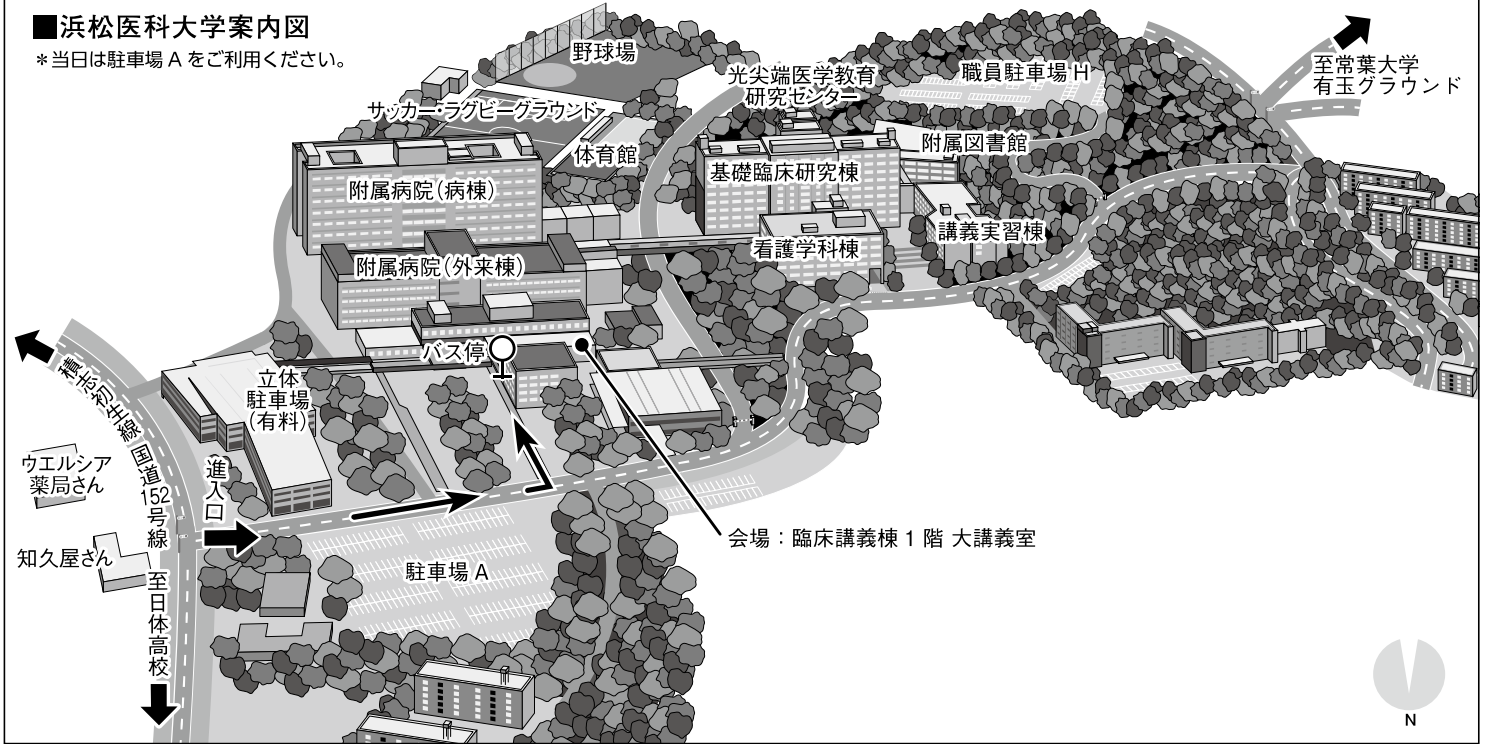 ■浜松医科大学案内図
＊当日は駐車場 A をご利用ください。
野球場
光尖端医学教育
研究センター
職員駐車場 H
至常葉大学
有玉グラウンド
サッカー・ラグビーグラウンド
体育館
附属図書館
基礎臨床研究棟
附属病院（病棟）
講義実習棟
看護学科棟
附属病院（外来棟）
バス停
立体
駐車場
（有料）
積志初生線
国道152号線
ウエルシア
薬局さん
進入口
会場：臨床講義棟 1 階 大講義室
知久屋さん
駐車場 A
至日体高校
N